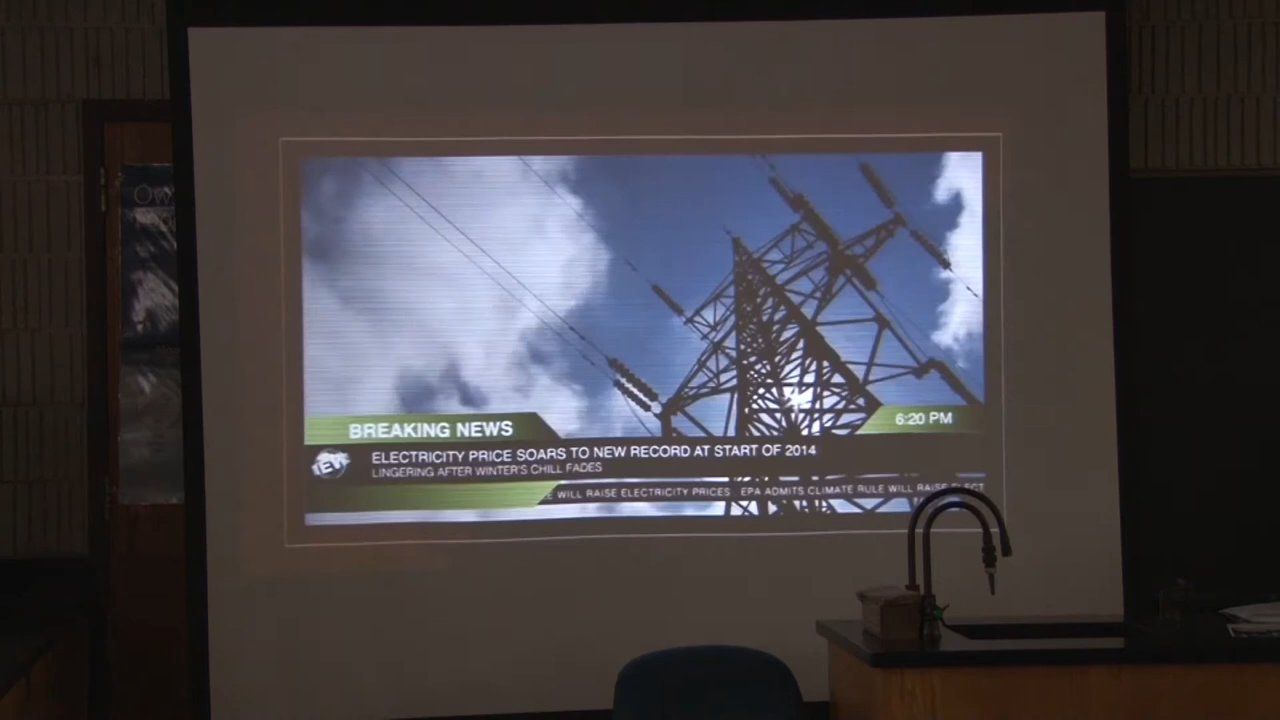 BREAKING NEWS
6:20 PM
ELECTRICITY PRICE SOARS TO NEW RECORD AT START OF 2014
LINGERING AFTER WINTER'S CHILL FADES
E WILL RAISE ELECTRICITY PRICES EPA ADMITS CLIMATE RULE WILL RAISE ELECT